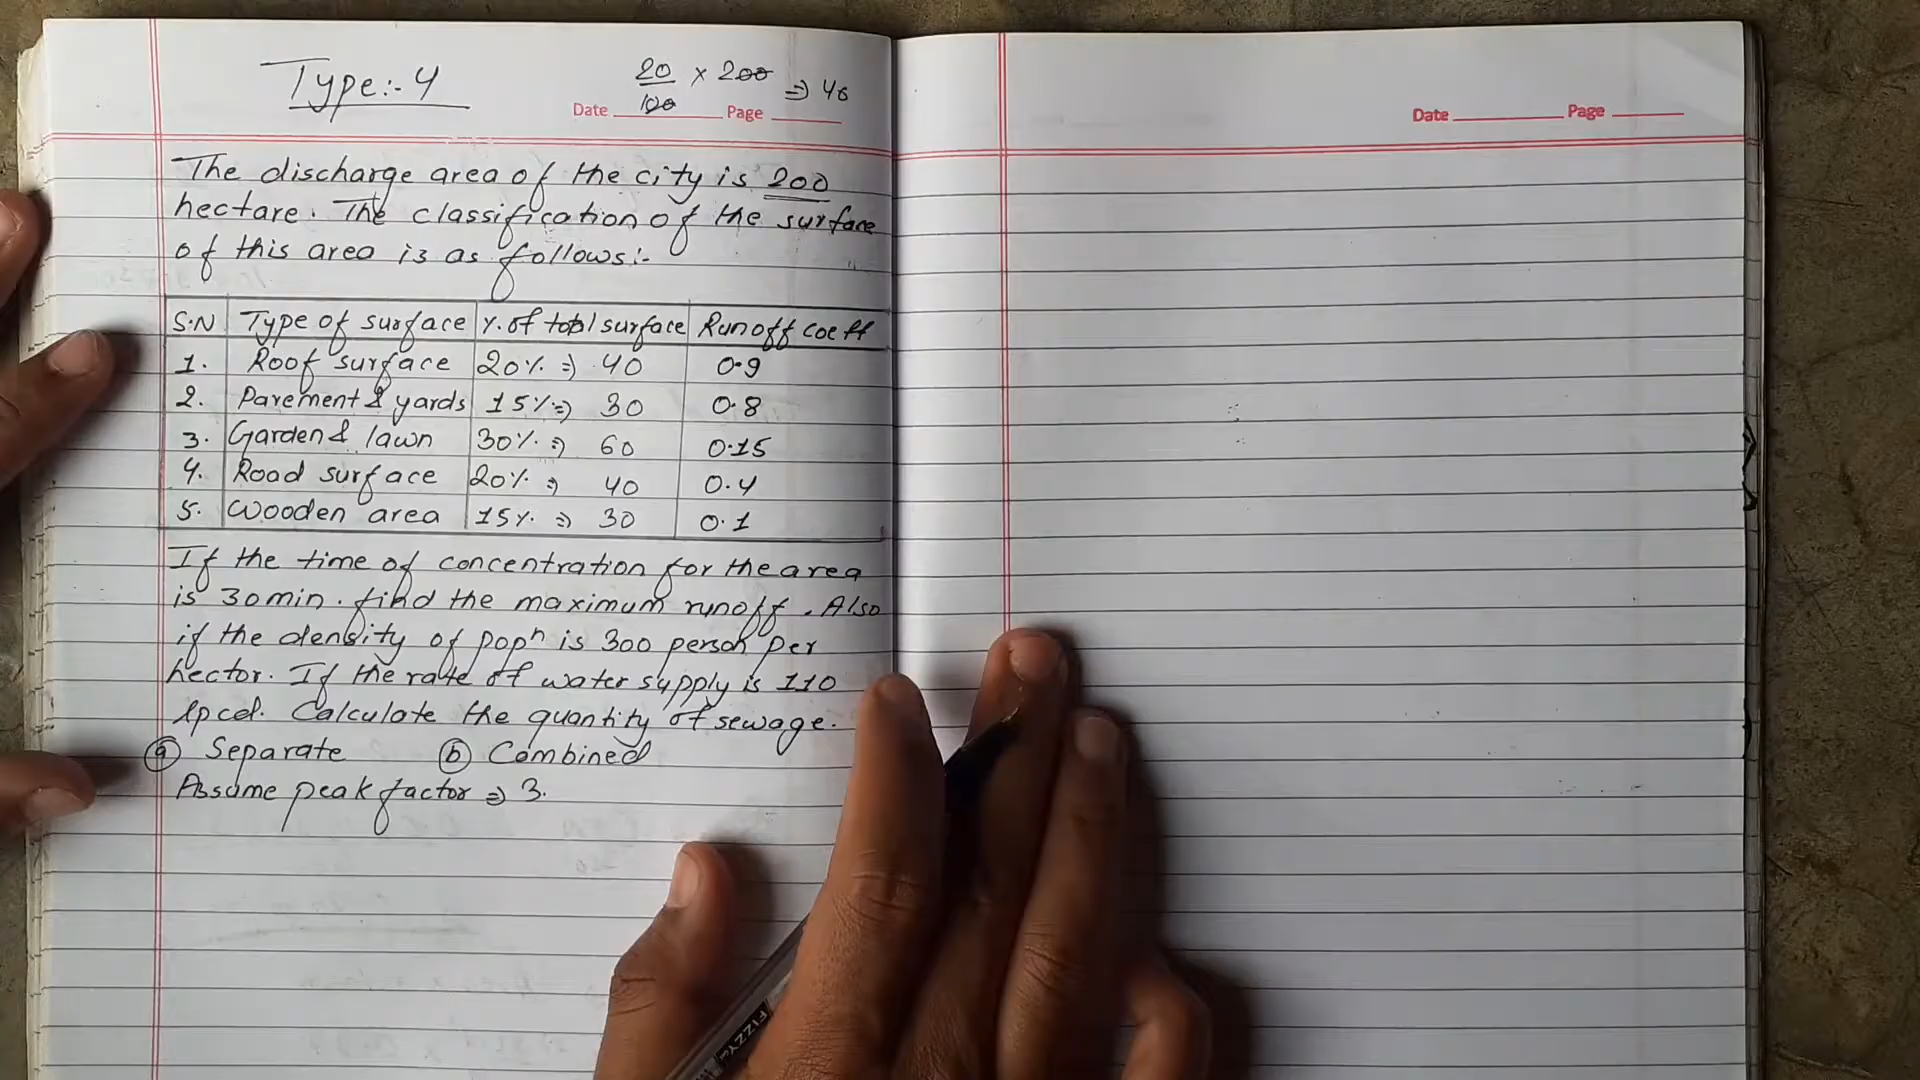 Type:- 4
20/100 × 200 => 40
Date Page
The discharge area of the city is 200
hectare. The classification of the surface
of this area is as follows:-
S.N Type of surface %. of total surface Runoff coeff
1. Roof surface 20% => 40 0.9
2. Pavement & yards 15% => 30 0.8
3. Garden & lawn 30%. => 60 0.15
4. Road surface 20%. => 40 0.4
5. Wooden area 15%. => 30 0.1
If the time of concentration for the area
is 30 min. find the maximum runoff. Also
if the density of popⁿ is 300 person per
hector. If the rate of water supply is 110
lpcd. Calculate the quantity of sewage.
(a) Separate (b) Combined
Assume peak factor => 3.
Date Page
FIZZY